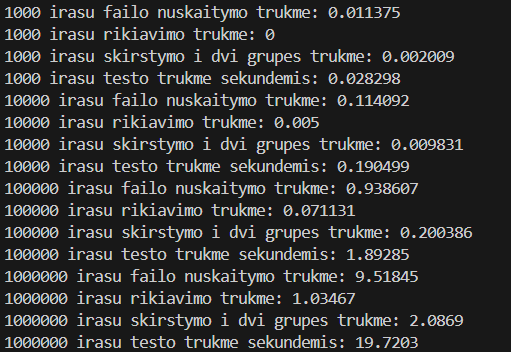 1000 irasu failo nuskaitymo trukme: 0.011375
1000 irasu rikiavimo trukme: 0
1000 irasu skirstymo i dvi grupes trukme: 0.002009
1000 irasu testo trukme sekundemis: 0.028298
10000 irasu failo nuskaitymo trukme: 0.114092
10000 irasu rikiavimo trukme: 0.005
10000 irasu skirstymo i dvi grupes trukme: 0.009831
10000 irasu testo trukme sekundemis: 0.190499
100000 irasu failo nuskaitymo trukme: 0.938607
100000 irasu rikiavimo trukme: 0.071131
100000 irasu skirstymo i dvi grupes trukme: 0.200386
100000 irasu testo trukme sekundemis: 1.89285
1000000 irasu failo nuskaitymo trukme: 9.51845
1000000 irasu rikiavimo trukme: 1.03467
1000000 irasu skirstymo i dvi grupes trukme: 2.0869
1000000 irasu testo trukme sekundemis: 19.7203